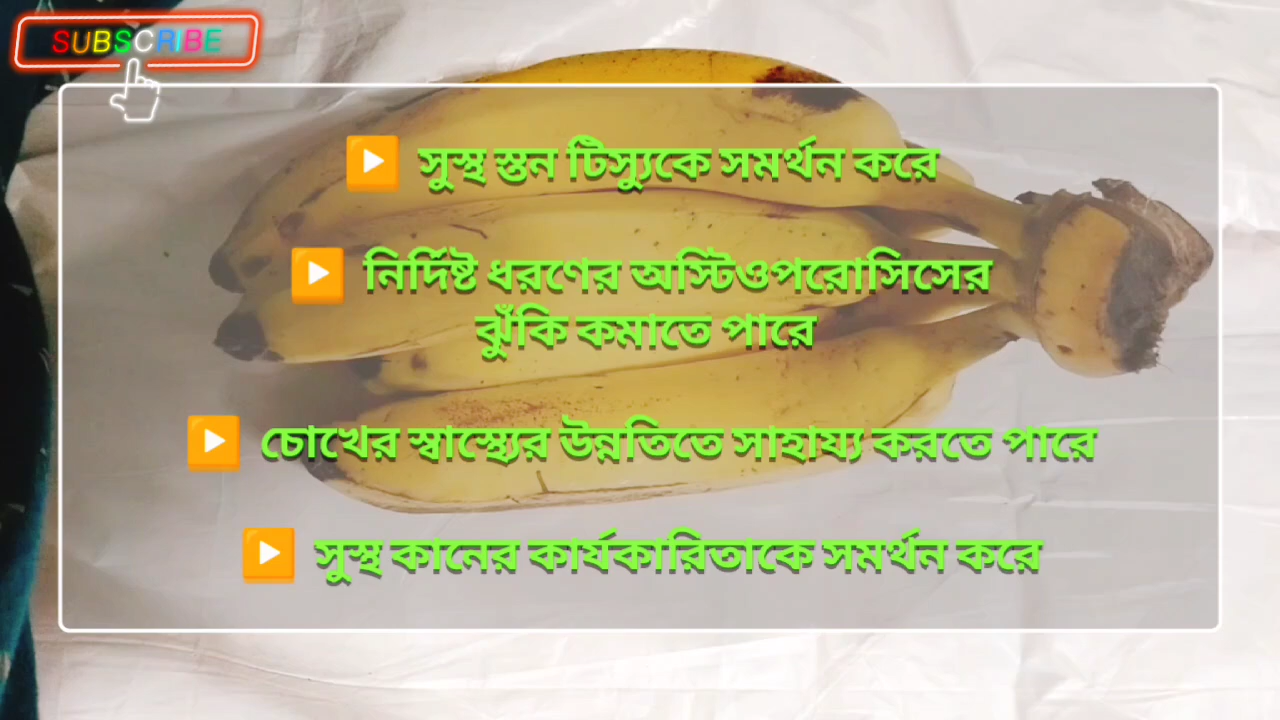 SUBSCRIBE
▶️ সুস্থ স্তন টিস্যুকে সমর্থন করে
▶️ নির্দিষ্ট ধরণের অস্টিওপরোসিসের
ঝুঁকি কমাতে পারে
▶️ চোখের স্বাস্থ্যের উন্নতিতে সাহায্য করতে পারে
▶️ সুস্থ কানের কার্যকারিতাকে সমর্থন করে